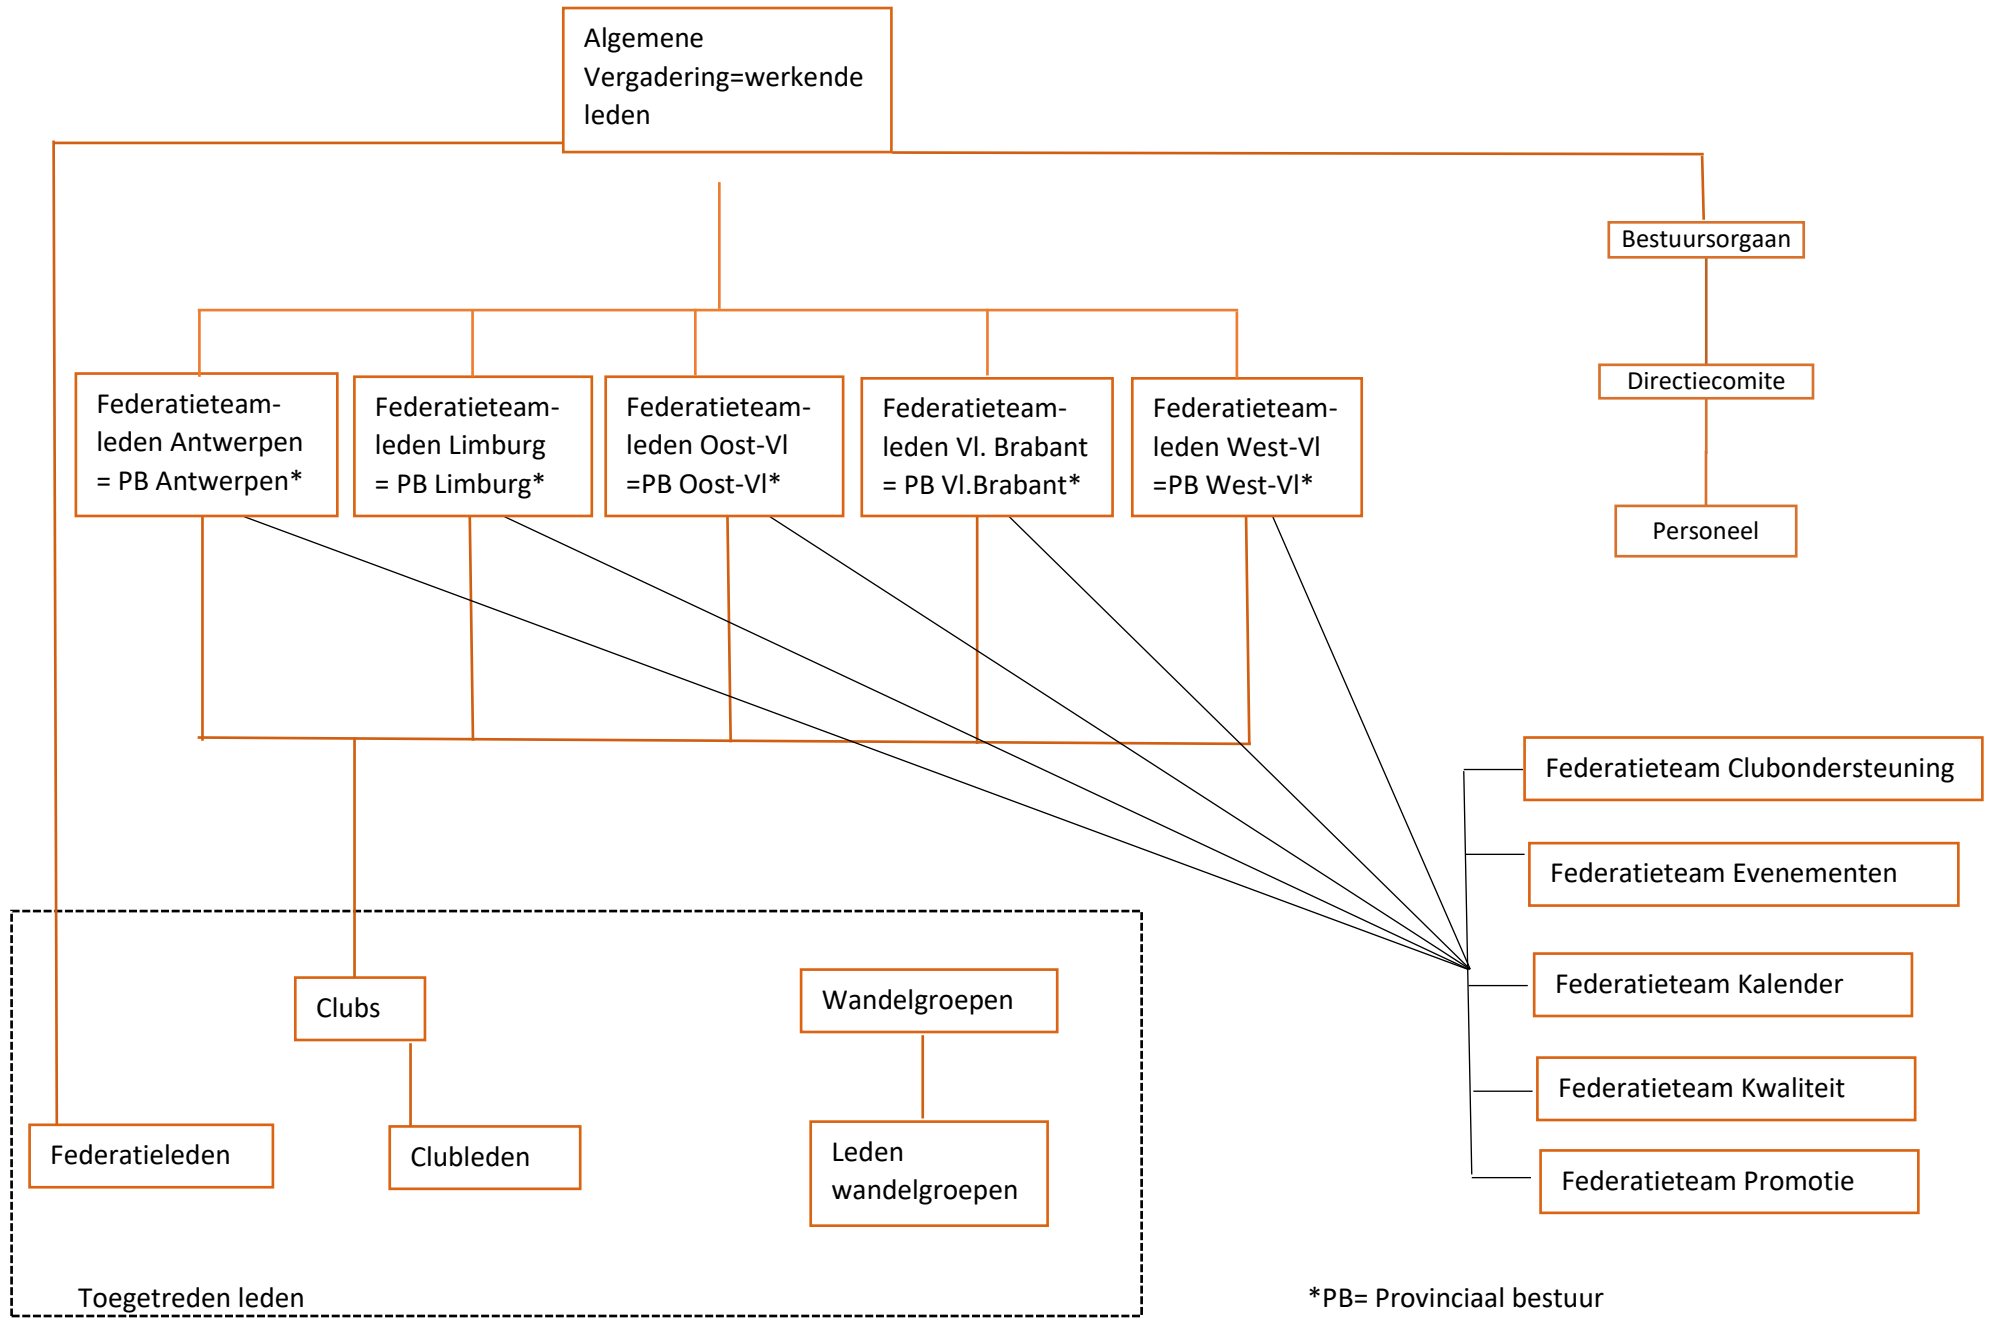 Algemene
Vergadering=werkende
leden
Bestuursorgaan
Directiecomite
Personeel
Federatieteam-
leden Antwerpen
= PB Antwerpen*
Federatieteam-
leden Limburg
= PB Limburg*
Federatieteam-
leden Oost-Vl
=PB Oost-Vl*
Federatieteam-
leden Vl. Brabant
= PB Vl.Brabant*
Federatieteam-
leden West-Vl
=PB West-Vl*
Federatieteam Clubondersteuning
Federatieteam Evenementen
Federatieteam Kalender
Federatieteam Kwaliteit
Federatieteam Promotie
Clubs
Wandelgroepen
Federatieleden
Clubleden
Leden
wandelgroepen
Toegetreden leden
*PB= Provinciaal bestuur